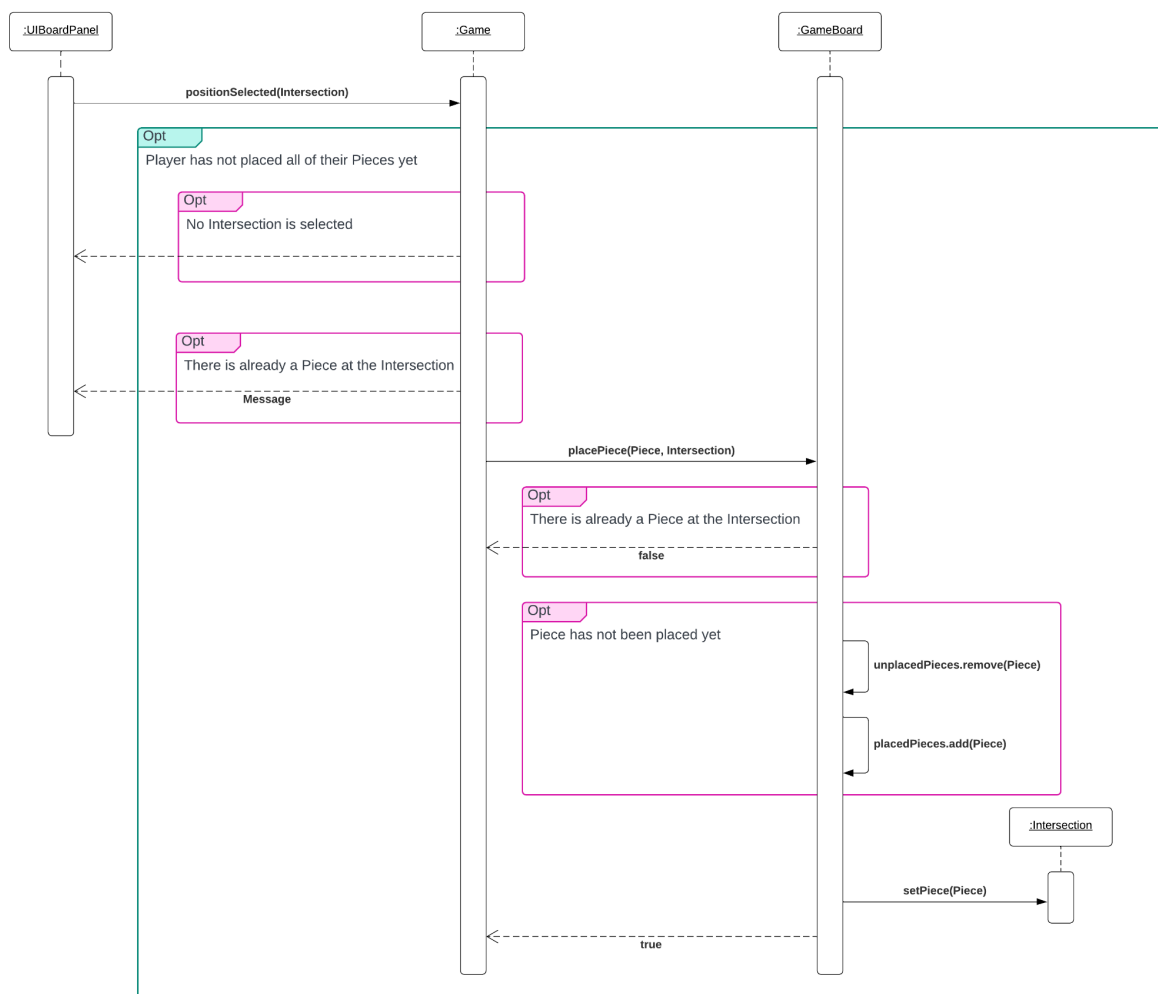 :UIBoardPanel
:Game
:GameBoard
positionSelected(Intersection)
Opt
Player has not placed all of their Pieces yet
Opt
No Intersection is selected
Opt
There is already a Piece at the Intersection
Message
placePiece(Piece, Intersection)
Opt
There is already a Piece at the Intersection
false
Opt
Piece has not been placed yet
unplacedPieces.remove(Piece)
placedPieces.add(Piece)
:Intersection
setPiece(Piece)
true